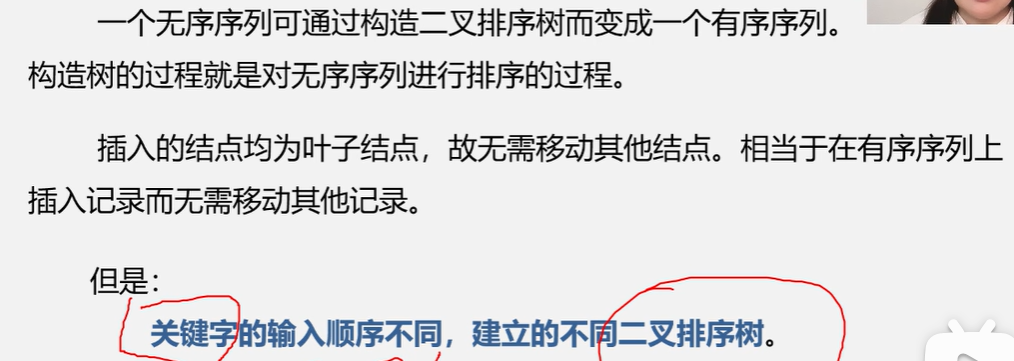 一个无序序列可通过构造二叉排序树而变成一个有序序列。
构造树的过程就是对无序序列进行排序的过程。
插入的结点均为叶子结点，故无需移动其他结点。相当于在有序序列上
插入记录而无需移动其他记录。
但是：
关键字的输入顺序不同，建立的不同二叉排序树。